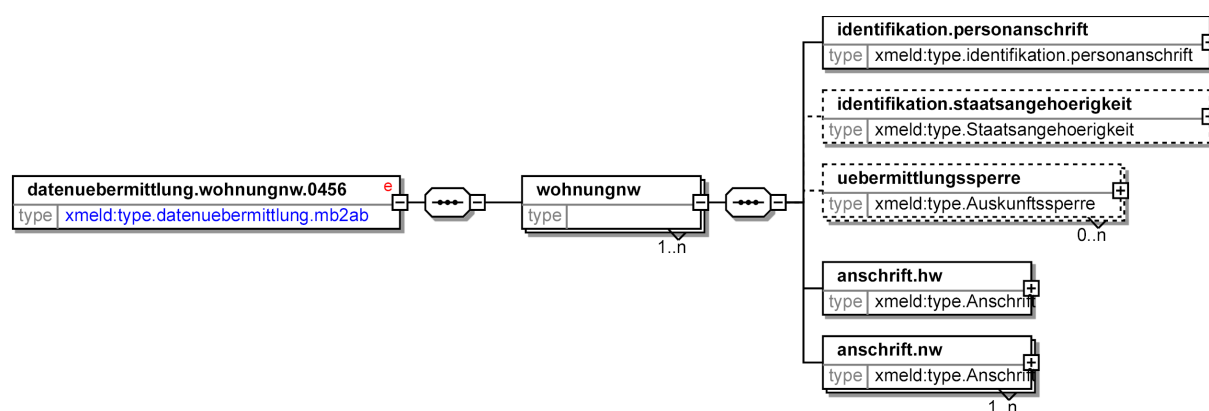 identifikation.personanschrift
type xmeld:type.identifikation.personanschrift
identifikation.staatsangehoerigkeit
type xmeld:type.Staatsangehoerigkeit
datenuebermittlung.wohnungnw.0456 e
type xmeld:type.datenuebermittlung.mb2ab
wohnungnw
type
1..n
uebermittlungssperre
type xmeld:type.Auskunftssperre
0..n
anschrift.hw
type xmeld:type.Anschrift
anschrift.nw
type xmeld:type.Anschrift
1..n